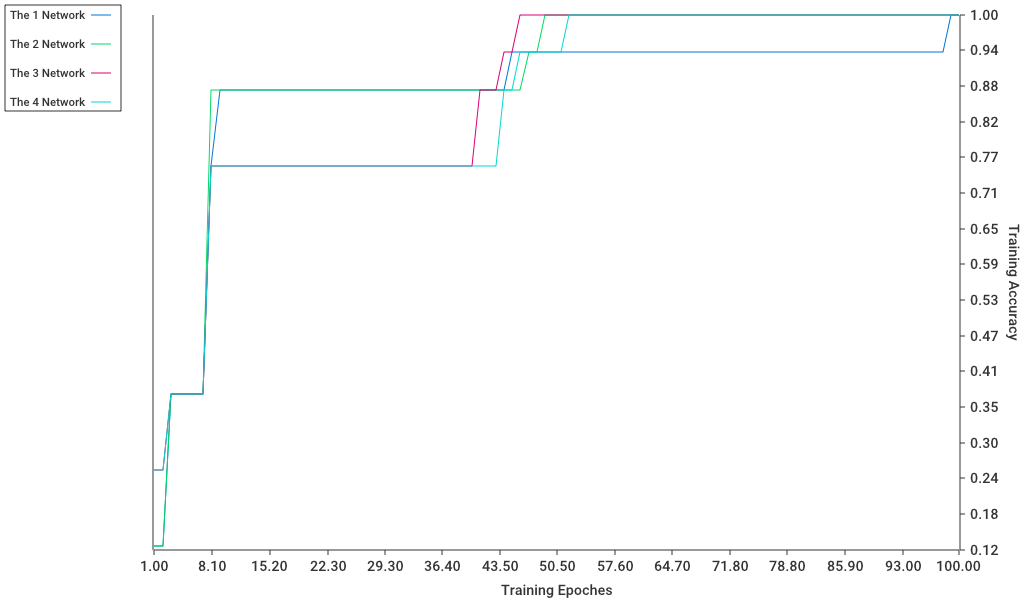 The 1 Network
The 2 Network
The 3 Network
The 4 Network
1.00
0.94
0.88
0.82
0.77
0.71
0.65
0.59
0.53
0.47
0.41
0.35
0.30
0.24
0.18
0.12
Training Accuracy
1.00 8.10 15.20 22.30 29.30 36.40 43.50 50.50 57.60 64.70 71.80 78.80 85.90 93.00 100.00
Training Epoches